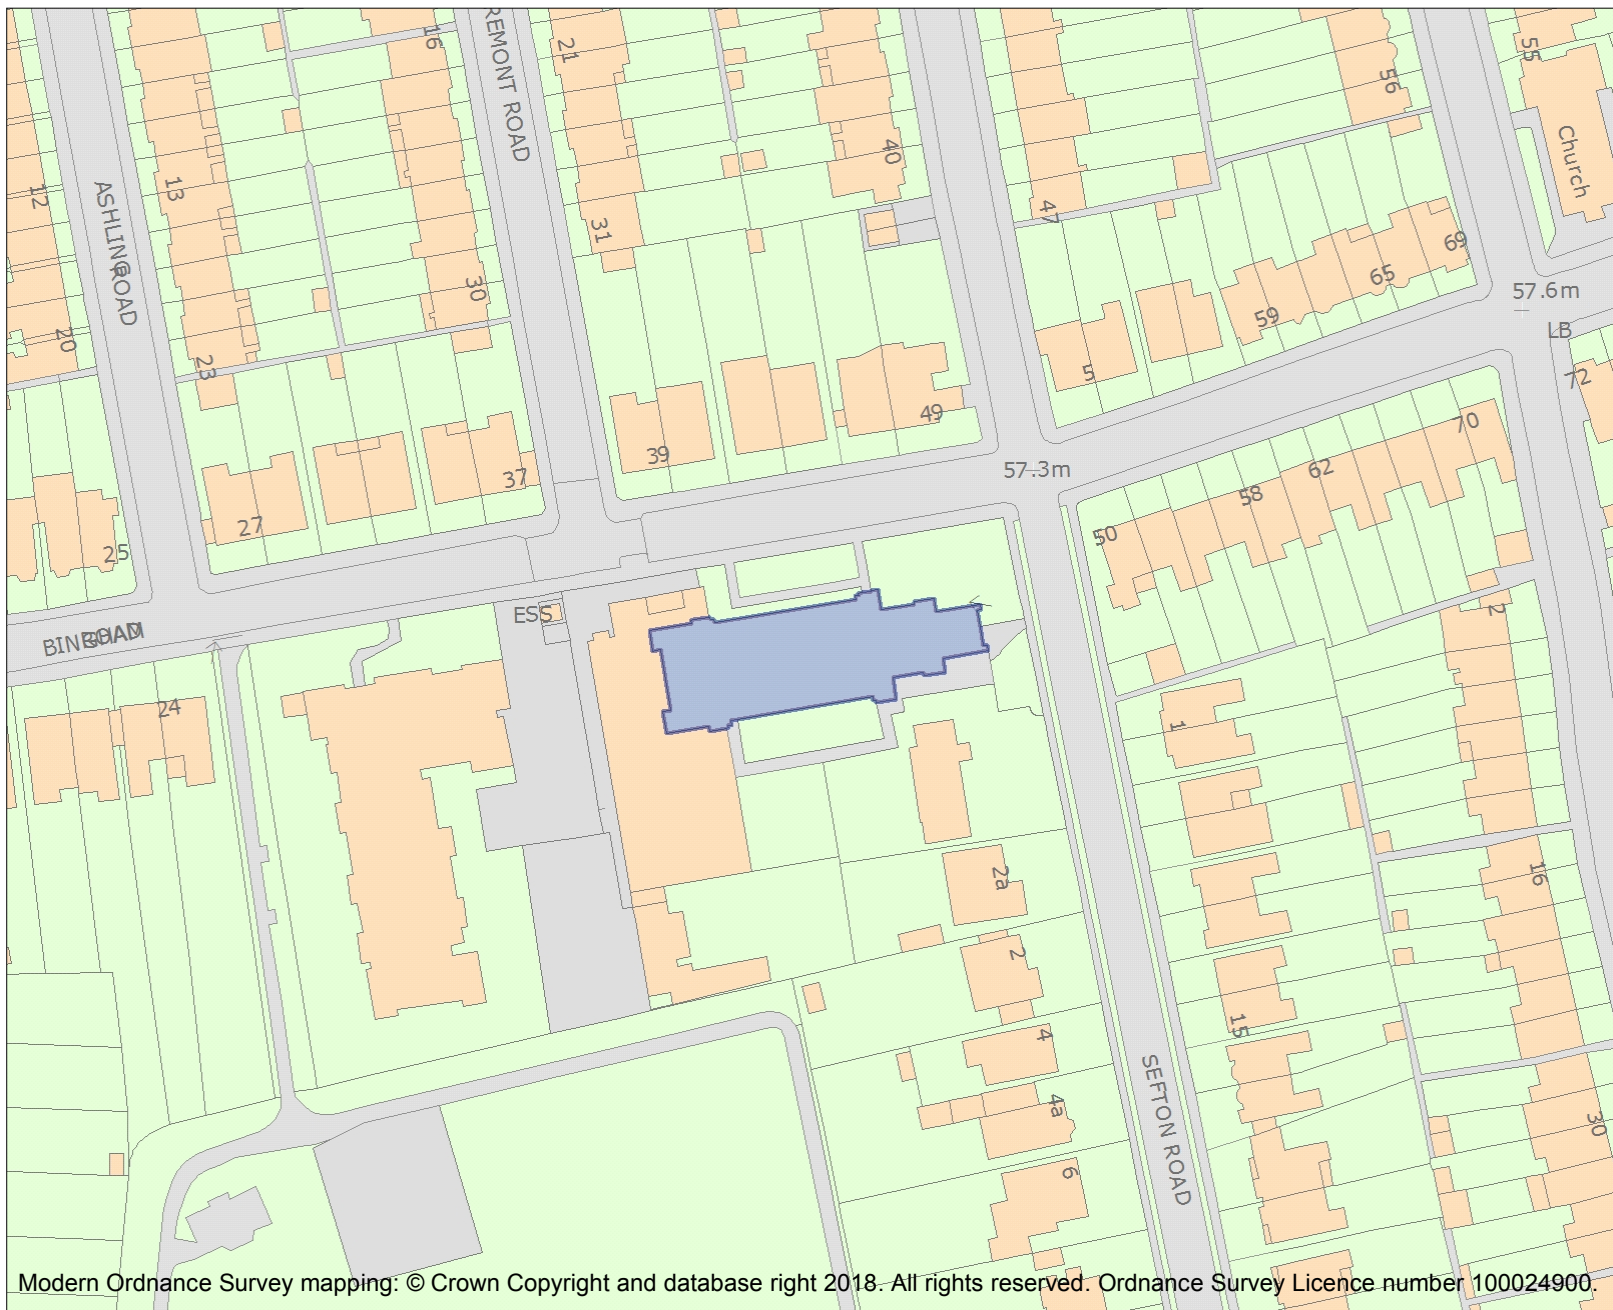 16
REMONT ROAD
21
56
55
Church
40
12
ASHLING ROAD
13
31
47
30
69
65
57.6m
59
LB
20
23
5
72
49
39
70
57.3m
62
37
58
27
50
25
ESS
2
BINGHAM ROAD
24
1
2a
16
2
15
4
4a
SEFTON ROAD
30
6
Modern Ordnance Survey mapping: © Crown Copyright and database right 2018. All rights reserved. Ordnance Survey Licence number 100024900.